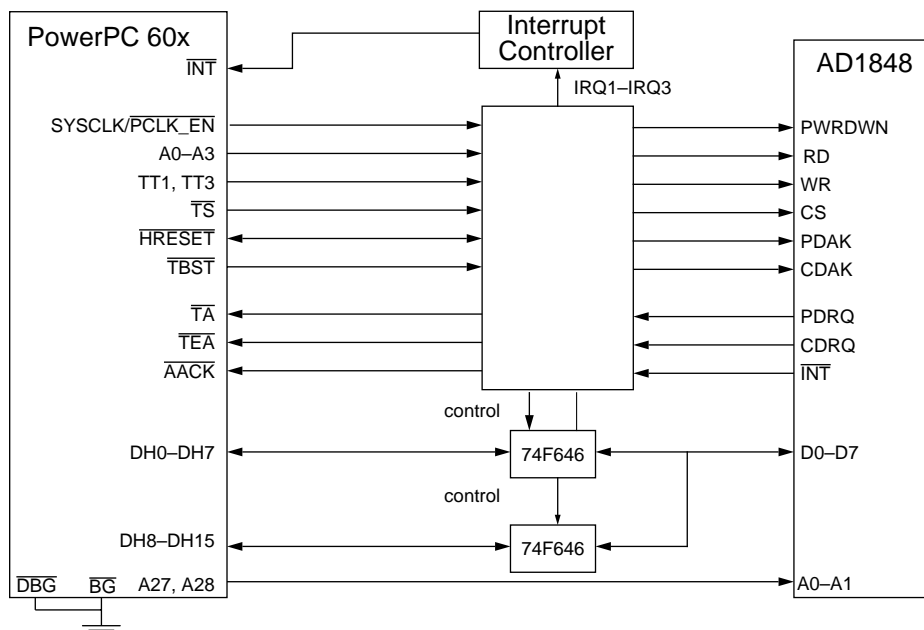 PowerPC 60x
INT
SYSCLK/PCLK_EN
A0–A3
TT1, TT3
TS
HRESET
TBST
TA
TEA
AACK
DH0–DH7
DH8–DH15
DBG
BG
A27, A28
Interrupt
Controller
IRQ1–IRQ3
control
74F646
control
74F646
AD1848
PWRDWN
RD
WR
CS
PDAK
CDAK
PDRQ
CDRQ
INT
D0–D7
A0–A1